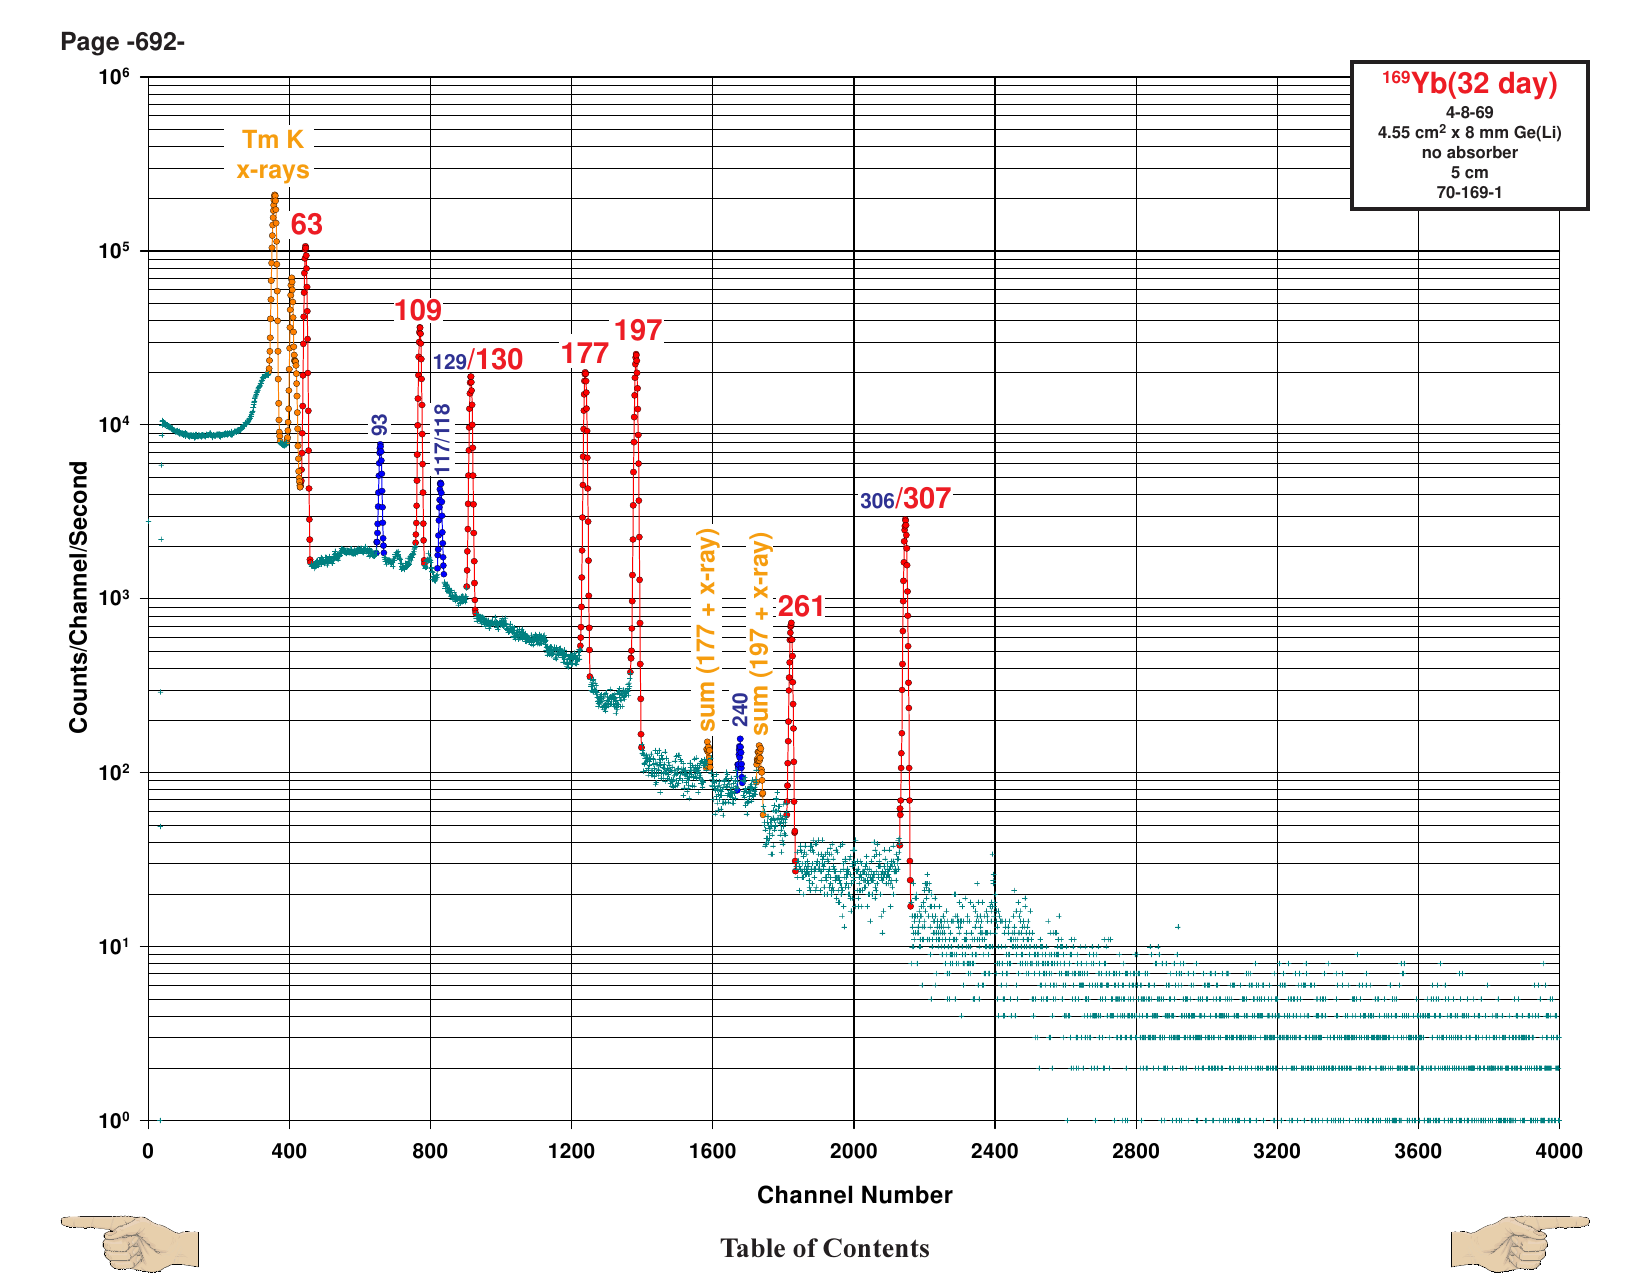 Page -692-
¹⁶⁹Yb(32 day)
4-8-69
4.55 cm² x 8 mm Ge(Li)
no absorber
5 cm
70-169-1
10⁶
10⁵
10⁴
10³
10²
10¹
10⁰
Counts/Channel/Second
Tm K
x-rays
63
93
109
117/118
129/130
177
197
sum (177 + x-ray)
240
sum (197 + x-ray)
261
306/307
0 400 800 1200 1600 2000 2400 2800 3200 3600 4000
Channel Number
Table of Contents